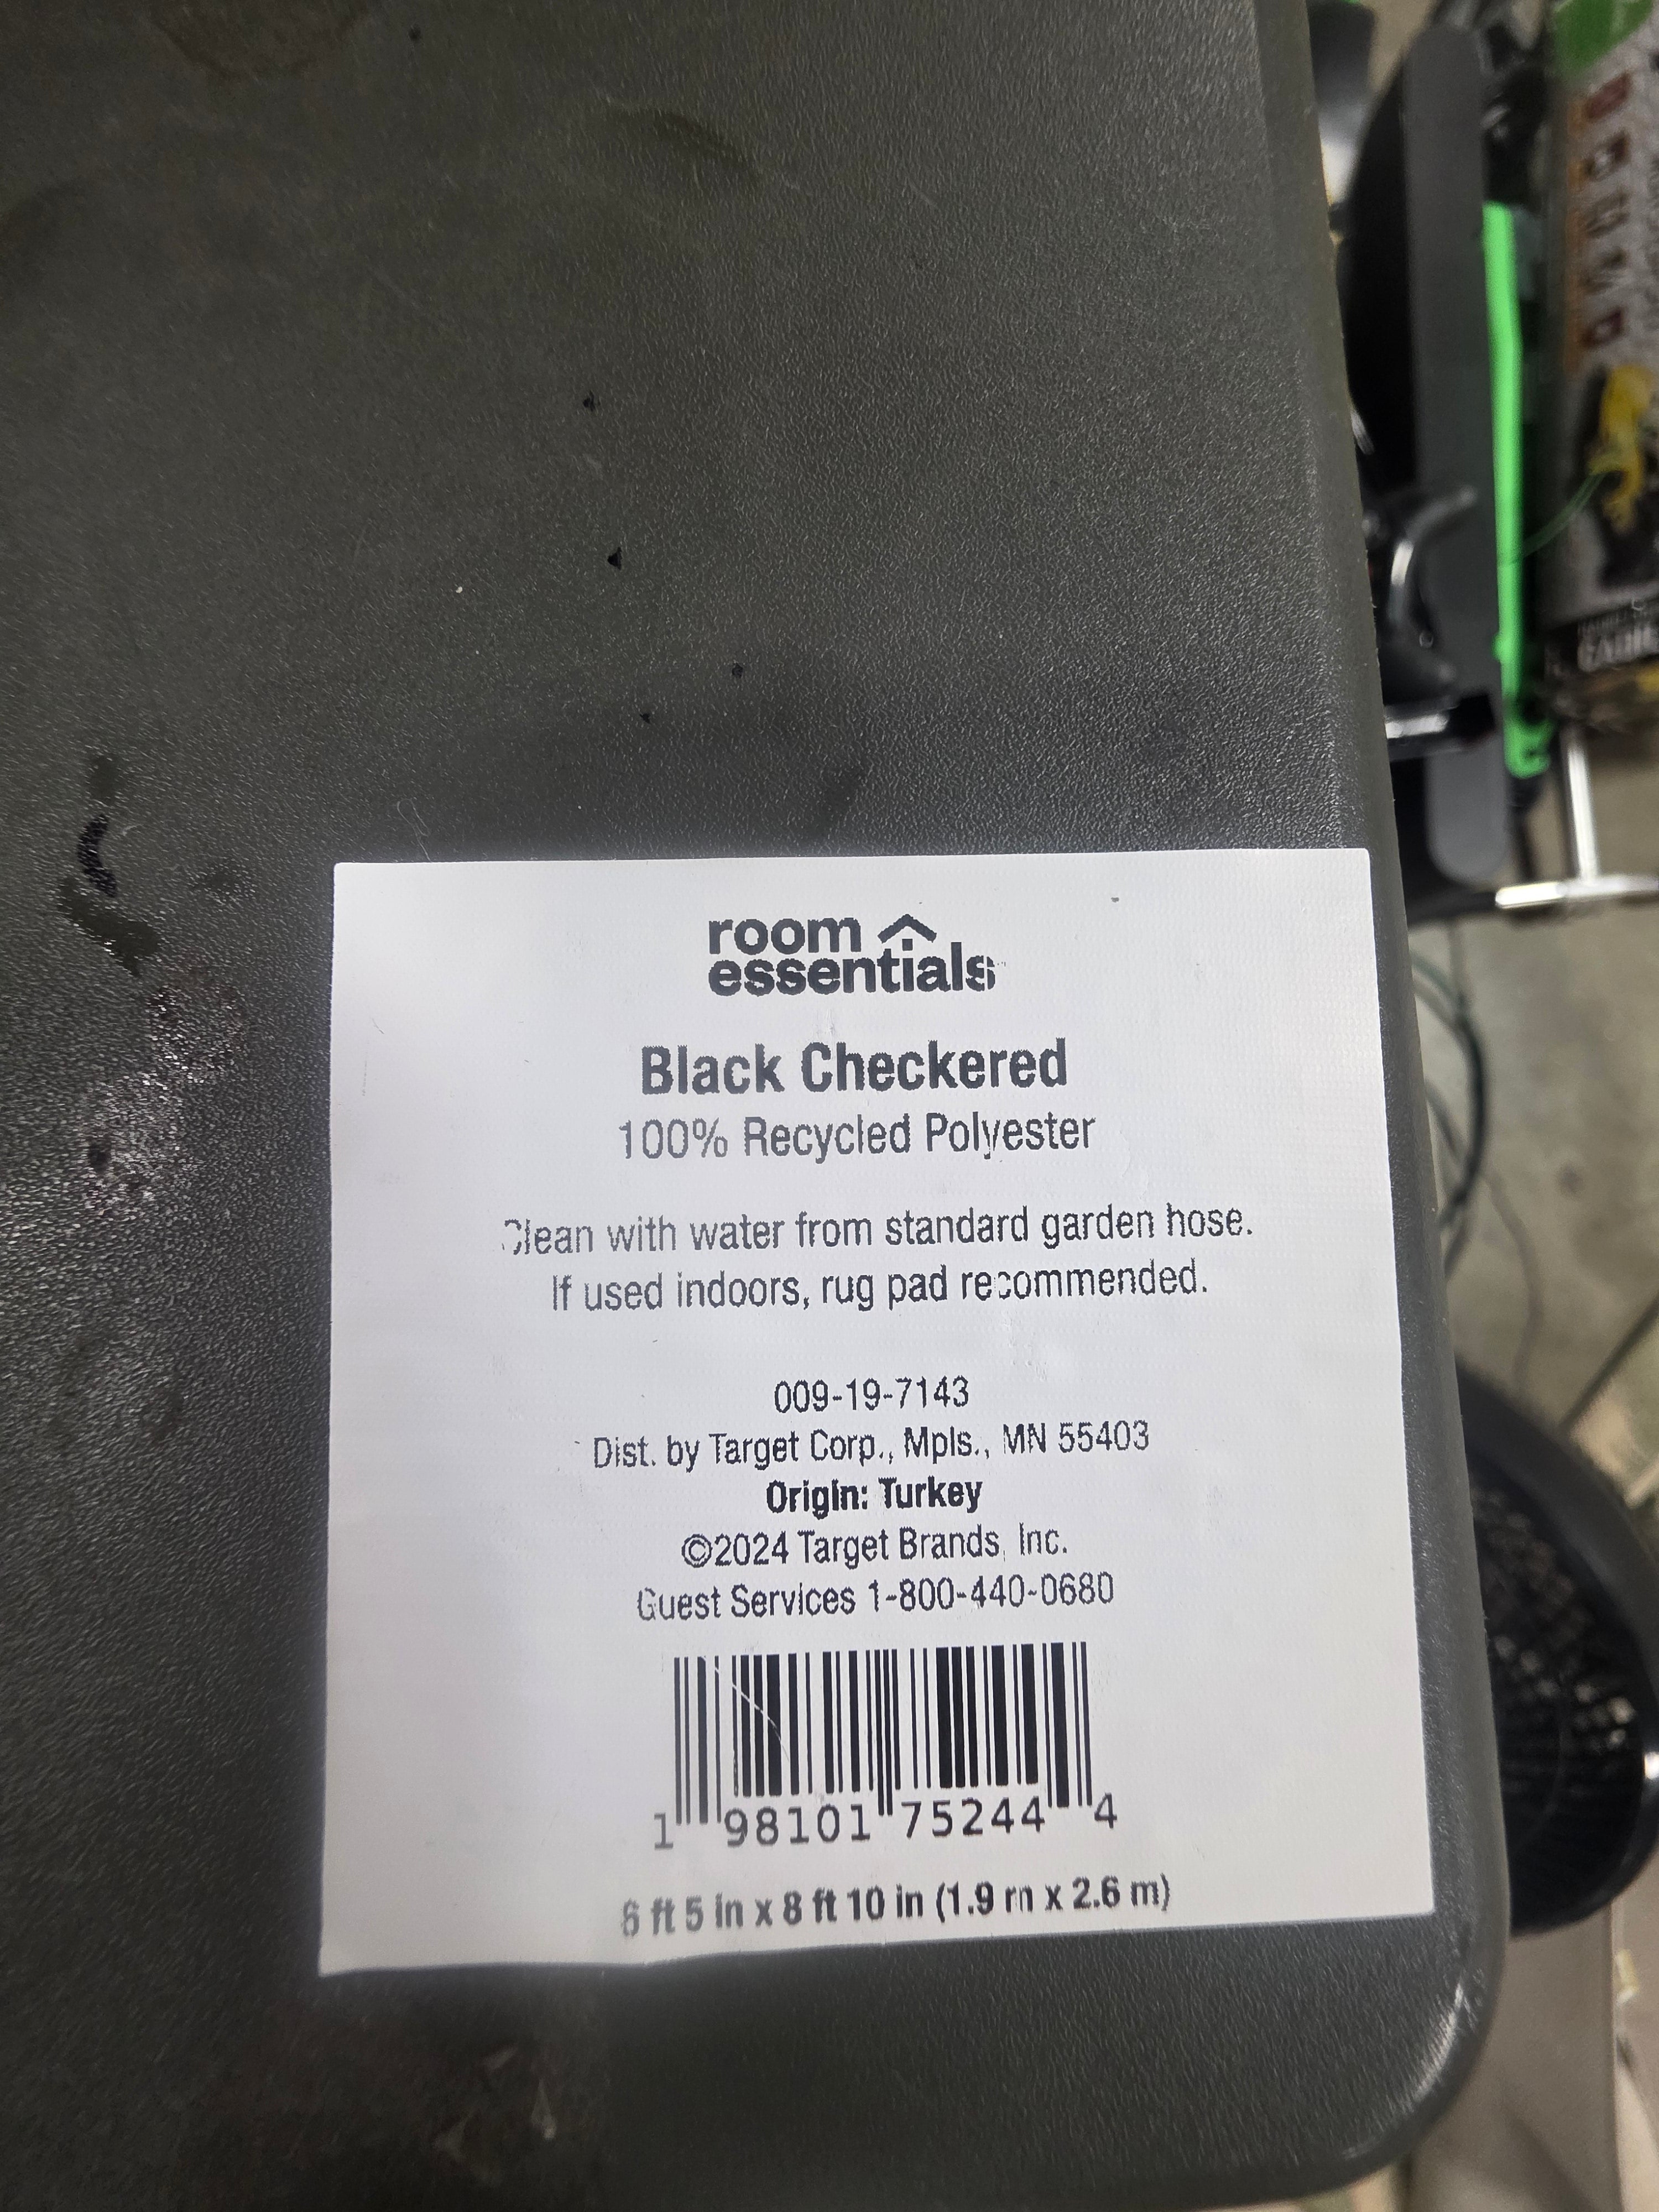 room
essentials
Black Checkered
100% Recycled Polyester
Clean with water from standard garden hose.
If used indoors, rug pad recommended.
009-19-7143
Dist. by Target Corp., Mpls., MN 55403
Origin: Turkey
©2024 Target Brands, Inc.
Guest Services 1-800-440-0680
1 98101 75244 4
6 ft 5 in x 8 ft 10 in (1.9 m x 2.6 m)